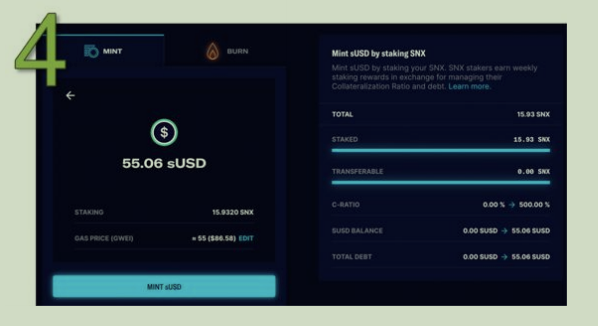 4
MINT
BURN
55.06 sUSD
STAKING 15.9320 SNX
GAS PRICE (GWEI) ≈ 55 ($86.58) EDIT
MINT sUSD
Mint sUSD by staking SNX
Mint sUSD by staking your SNX. SNX stakers earn weekly
staking rewards in exchange for managing their
Collateralization Ratio and debt. Learn more.
TOTAL 15.93 SNX
STAKED 15.93 SNX
TRANSFERABLE 0.00 SNX
C-RATIO 0.00 % → 500.00 %
SUSD BALANCE 0.00 SUSD → 55.06 SUSD
TOTAL DEBT 0.00 SUSD → 55.06 SUSD